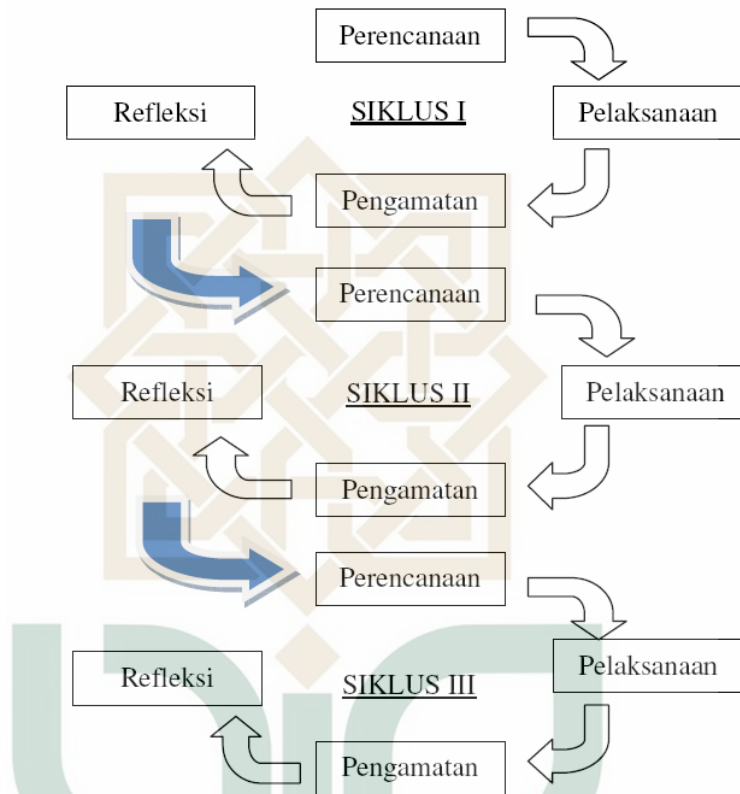 Perencanaan
Refleksi
SIKLUS I
Pelaksanaan
Pengamatan
Perencanaan
Refleksi
SIKLUS II
Pelaksanaan
Pengamatan
Perencanaan
Refleksi
SIKLUS III
Pelaksanaan
Pengamatan